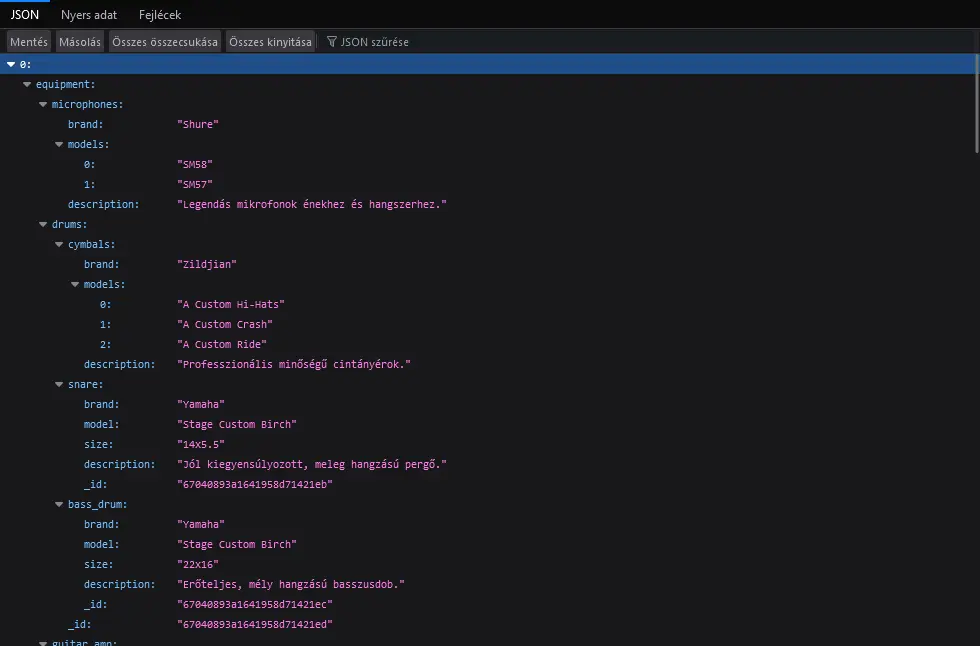 JSON Nyers adat Fejlécek
Mentés Másolás Összes összecsukása Összes kinyitása JSON szűrése
0:
equipment:
microphones:
brand: "Shure"
models:
0: "SM58"
1: "SM57"
description: "Legendás mikrofonok énekhez és hangszerhez."
drums:
cymbals:
brand: "Zildjian"
models:
0: "A Custom Hi-Hats"
1: "A Custom Crash"
2: "A Custom Ride"
description: "Professzionális minőségű cintányérok."
snare:
brand: "Yamaha"
model: "Stage Custom Birch"
size: "14x5.5"
description: "Jól kiegyensúlyozott, meleg hangzású pergő."
_id: "67040893a1641958d71421eb"
bass_drum:
brand: "Yamaha"
model: "Stage Custom Birch"
size: "22x16"
description: "Erőteljes, mély hangzású basszusdob."
_id: "67040893a1641958d71421ec"
_id: "67040893a1641958d71421ed"
guitar_amp: